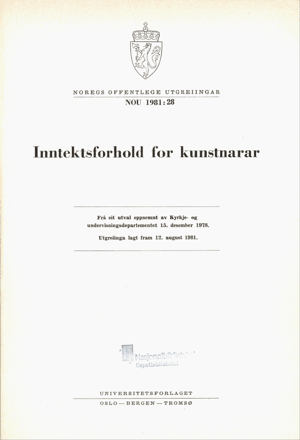 NOREGS OFFENTLEGE UTGREIINGAR
NOU 1981:28
Inntektsforhold for kunstnarar
Frå eit utval oppnemnt av Kyrkje- og
undervisningsdepartementet 15. desember 1978.
Utgreiinga lagt fram 12. august 1981.
UNIVERSITETSFORLAGET
OSLO — BERGEN — TROMSØ